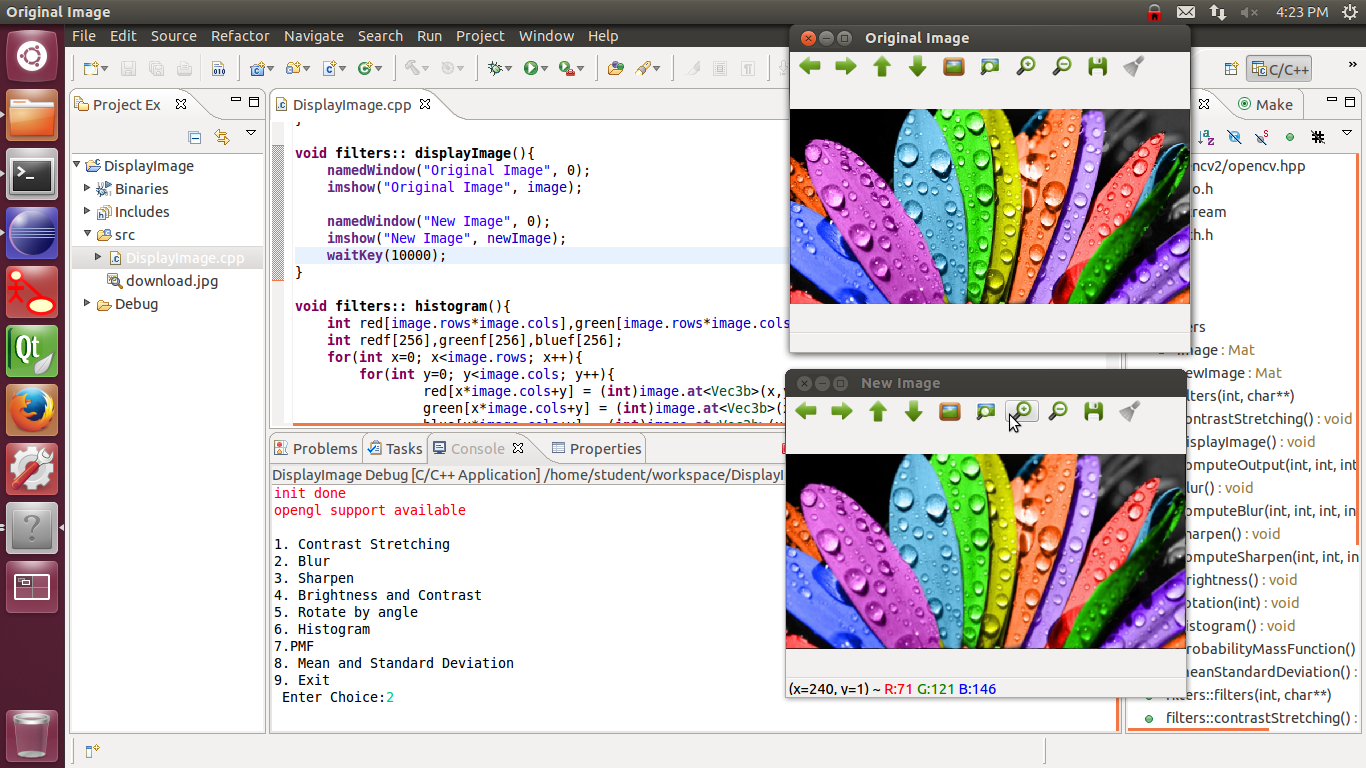 Original Image
4:23 PM
File Edit Source Refactor Navigate Search Run Project Window Help
Original Image
C/C++
Project Ex
DisplayImage.cpp
Make
DisplayImage
Binaries
Includes
src
DisplayImage.cpp
download.jpg
Debug
}
void filters:: displayImage(){
namedWindow("Original Image", 0);
imshow("Original Image", image);
namedWindow("New Image", 0);
imshow("New Image", newImage);
waitKey(10000);
}
void filters:: histogram(){
int red[image.rows*image.cols],green[image.rows*image.cols
int redf[256],greenf[256],bluef[256];
for(int x=0; x<image.rows; x++){
for(int y=0; y<image.cols; y++){
red[x*image.cols+y] = (int)image.at<Vec3b>(x,
green[x*image.cols+y] = (int)image.at<Vec3b>(
New Image
Problems Tasks Console Properties
DisplayImage Debug [C/C++ Application] /home/student/workspace/DisplayI
init done
opengl support available
1. Contrast Stretching
2. Blur
3. Sharpen
4. Brightness and Contrast
5. Rotate by angle
6. Histogram
7.PMF
8. Mean and Standard Deviation
9. Exit
Enter Choice:2
(x=240, y=1) ~ R:71 G:121 B:146
encv2/opencv.hpp
o.h
ream
th.h
ers
mage : Mat
ewImage : Mat
ilters(int, char**)
ontrastStretching() : void
isplayImage() : void
omputeOutput(int, int, int
lur() : void
omputeBlur(int, int, int, in
harpen() : void
omputeSharpen(int, int, in
rightness() : void
otation(int) : void
istogram() : void
robabilityMassFunction()
meanStandardDeviation() :
filters::filters(int, char**)
filters::contrastStretching() :
Qt